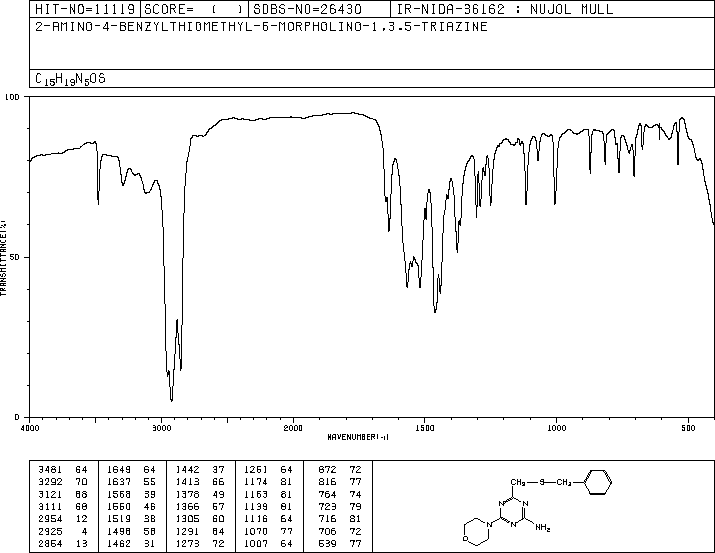 HIT-NO=11119 SCORE= ( ) SDBS-NO=26430 IR-NIDA-36162 : NUJOL MULL
2-AMINO-4-BENZYLTHIOMETHYL-6-MORPHOLINO-1,3,5-TRIAZINE
C15H19N5OS
100
50
0
TRANSMITTANCE(%)
4000 3000 2000 1500 1000 500
WAVENUMBER(-1)
3481 64 1649 64 1442 37 1251 64 872 72
3292 70 1637 55 1413 66 1174 81 816 77
3121 68 1568 39 1378 49 1163 81 764 74
3111 68 1550 46 1366 57 1139 81 723 79
2954 12 1519 38 1305 60 1116 64 716 81
2925 4 1498 58 1291 64 1070 77 706 72
2854 13 1462 31 1273 72 1007 64 539 77
CH2 S CH2
N N
N N NH2
O